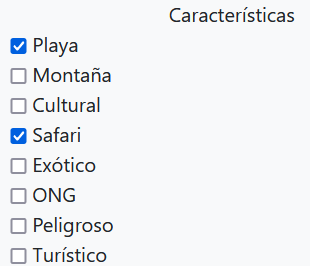 Características
Playa
Montaña
Cultural
Safari
Exótico
ONG
Peligroso
Turístico